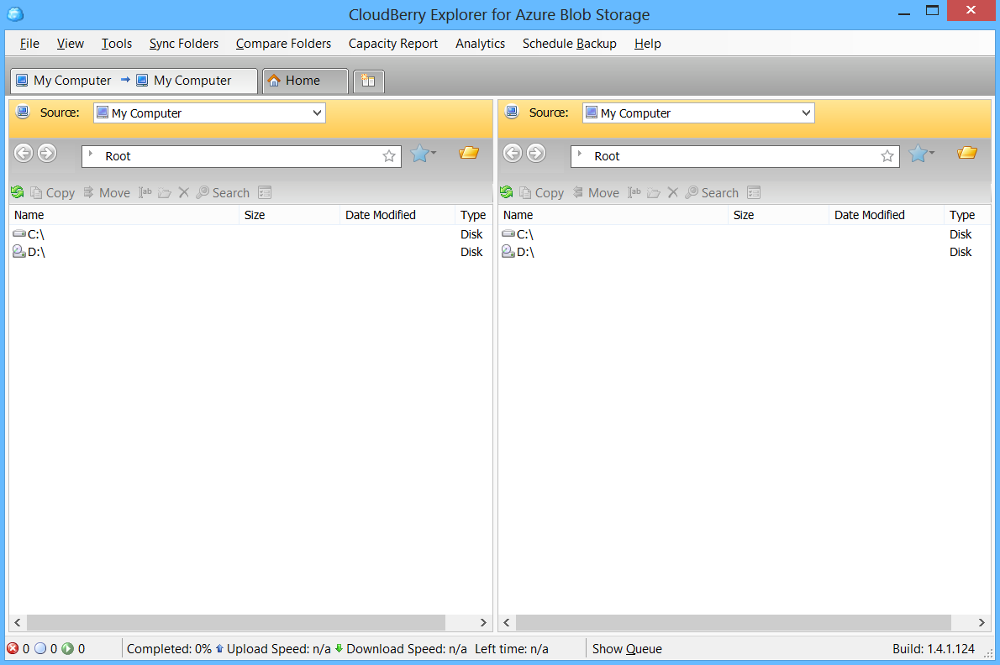 CloudBerry Explorer for Azure Blob Storage
File View Tools Sync Folders Compare Folders Capacity Report Analytics Schedule Backup Help
My Computer My Computer Home
Source: My Computer
Root
Copy Move ab Search
Name Size Date Modified Type
C:\ Disk
D:\ Disk
Source: My Computer
Root
Copy Move ab Search
Name Size Date Modified Type
C:\ Disk
D:\ Disk
0 0 0 Completed: 0% Upload Speed: n/a Download Speed: n/a Left time: n/a Show Queue Build: 1.4.1.124